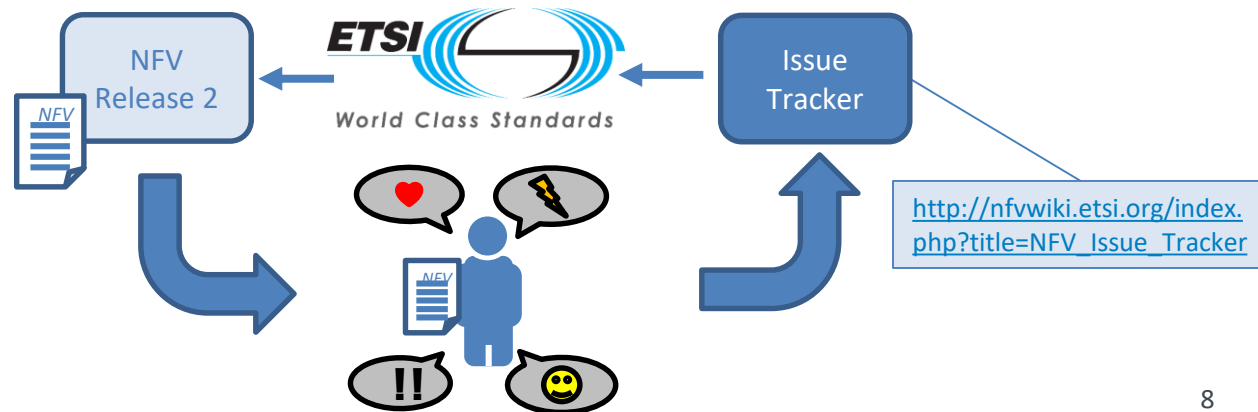 NFV
Release 2
NFV
ETSI
World Class Standards
Issue
Tracker
http://nfvwiki.etsi.org/index.
php?title=NFV_Issue_Tracker
NFV
!!
8